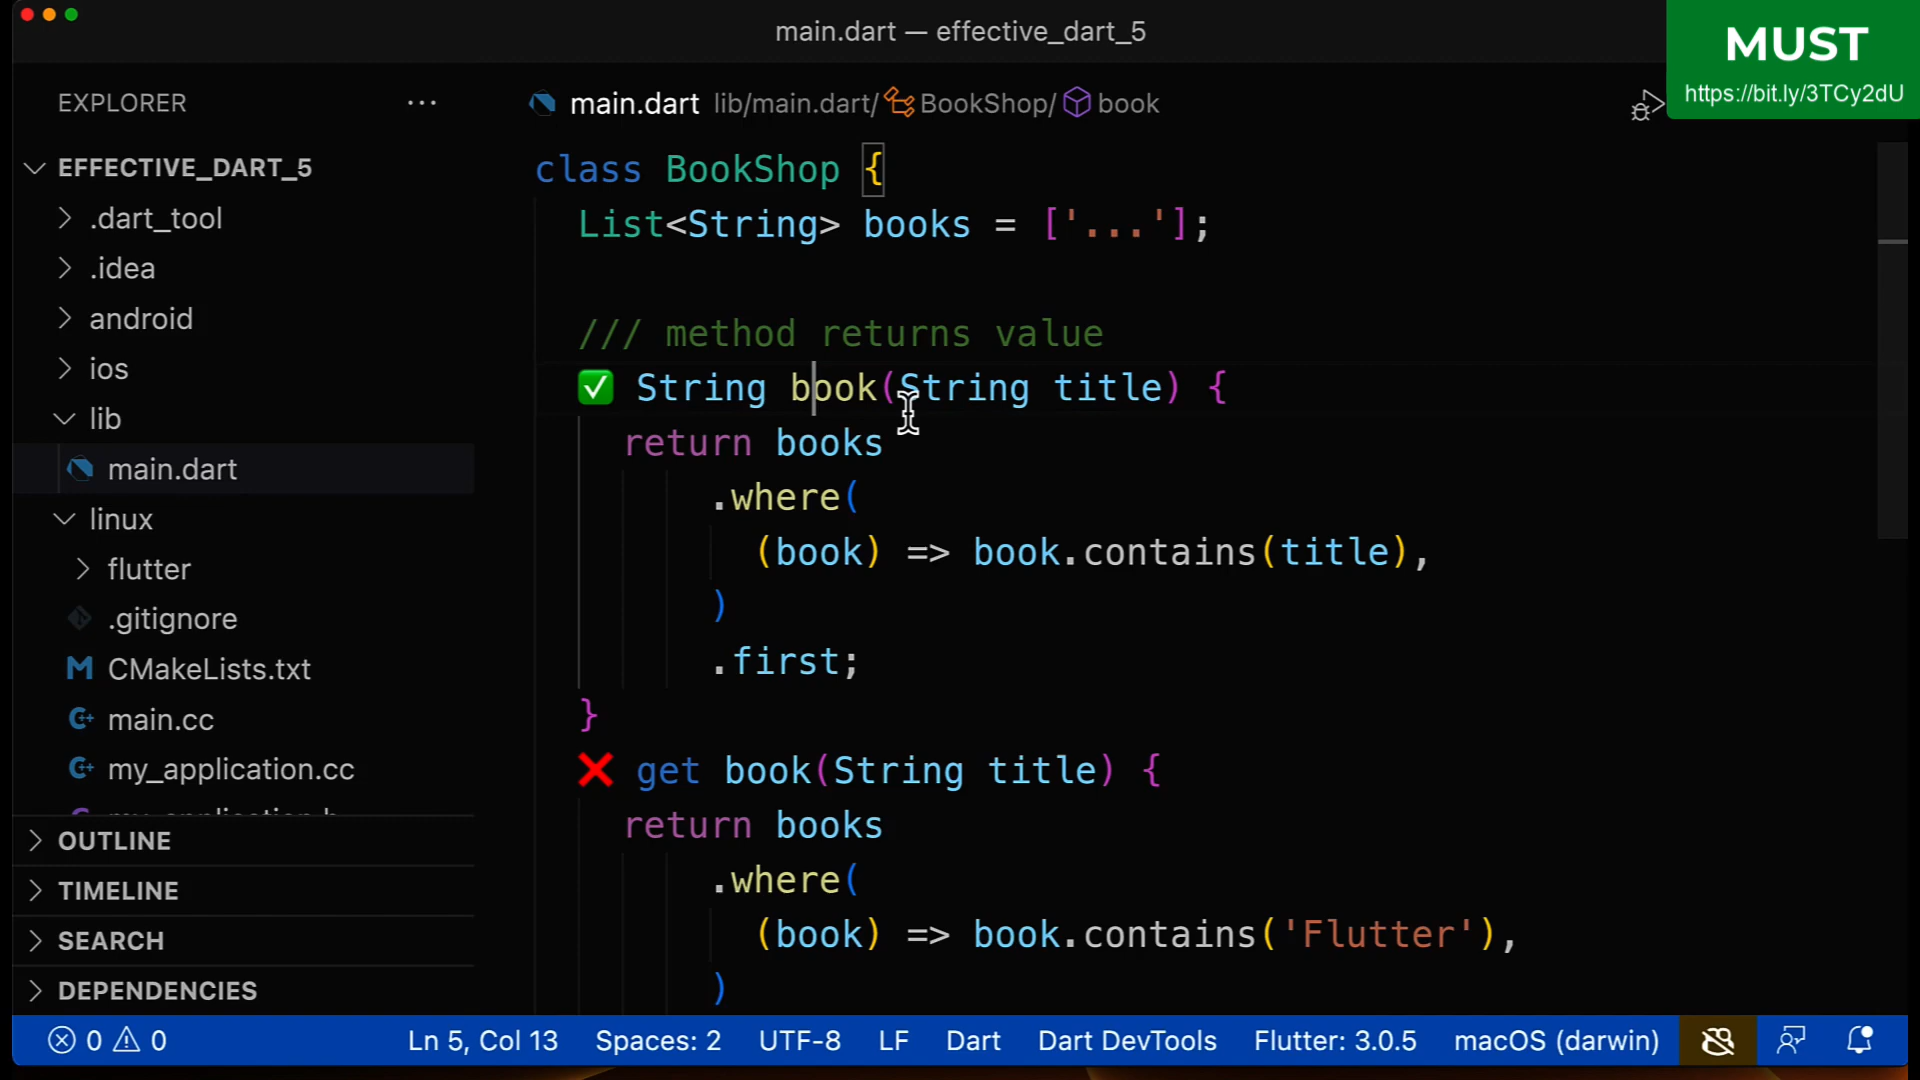 main.dart — effective_dart_5
MUST
https://bit.ly/3TCy2dU
EXPLORER
main.dart lib/main.dart/ BookShop/ book
EFFECTIVE_DART_5
.dart_tool
.idea
android
ios
lib
main.dart
linux
flutter
.gitignore
CMakeLists.txt
main.cc
my_application.cc
my_application.h
OUTLINE
TIMELINE
SEARCH
DEPENDENCIES
class BookShop {
List<String> books = ['...'];
/// method returns value
✅ String book(String title) {
return books
.where(
(book) => book.contains(title),
)
.first;
}
❌ get book(String title) {
return books
.where(
(book) => book.contains('Flutter'),
)
0 0 Ln 5, Col 13 Spaces: 2 UTF-8 LF Dart Dart DevTools Flutter: 3.0.5 macOS (darwin)